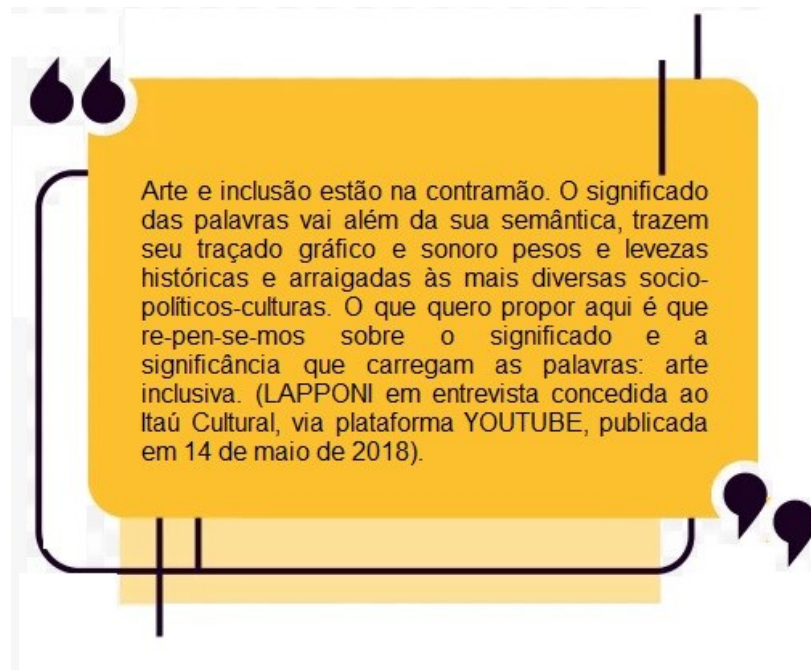 Arte e inclusão estão na contramão. O significado
das palavras vai além da sua semântica, trazem
seu traçado gráfico e sonoro pesos e levezas
históricas e arraigadas às mais diversas socio-
políticos-culturas. O que quero propor aqui é que
re-pen-se-mos sobre o significado e a
significância que carregam as palavras: arte
inclusiva. (LAPPONI em entrevista concedida ao
Itaú Cultural, via plataforma YOUTUBE, publicada
em 14 de maio de 2018).